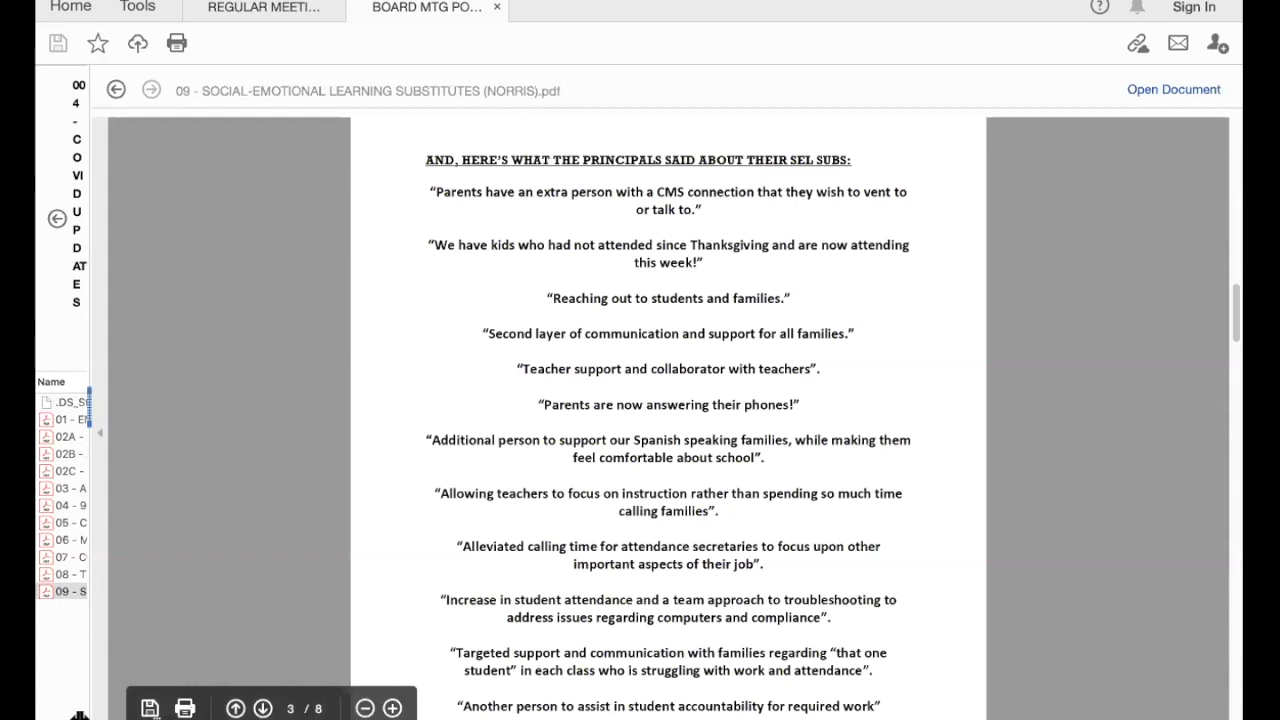 Home
Tools
REGULAR MEETI...
BOARD MTG PO...
×
?
Sign In
09 - SOCIAL-EMOTIONAL LEARNING SUBSTITUTES (NORRIS).pdf
Open Document
00
4
-
C
O
VI
D
U
P
D
AT
E
S
Name
.DS_S
01 - E
02A -
02B -
02C -
03 - A
04 - 9
05 - C
06 - M
07 - C
08 - T
09 - S
AND, HERE’S WHAT THE PRINCIPALS SAID ABOUT THEIR SEL SUBS:
“Parents have an extra person with a CMS connection that they wish to vent to
or talk to.”
“We have kids who had not attended since Thanksgiving and are now attending
this week!”
“Reaching out to students and families.”
“Second layer of communication and support for all families.”
“Teacher support and collaborator with teachers”.
“Parents are now answering their phones!”
“Additional person to support our Spanish speaking families, while making them
feel comfortable about school”.
“Allowing teachers to focus on instruction rather than spending so much time
calling families”.
“Alleviated calling time for attendance secretaries to focus upon other
important aspects of their job”.
“Increase in student attendance and a team approach to troubleshooting to
address issues regarding computers and compliance”.
“Targeted support and communication with families regarding “that one
student” in each class who is struggling with work and attendance”.
“Another person to assist in student accountability for required work”
3 / 8